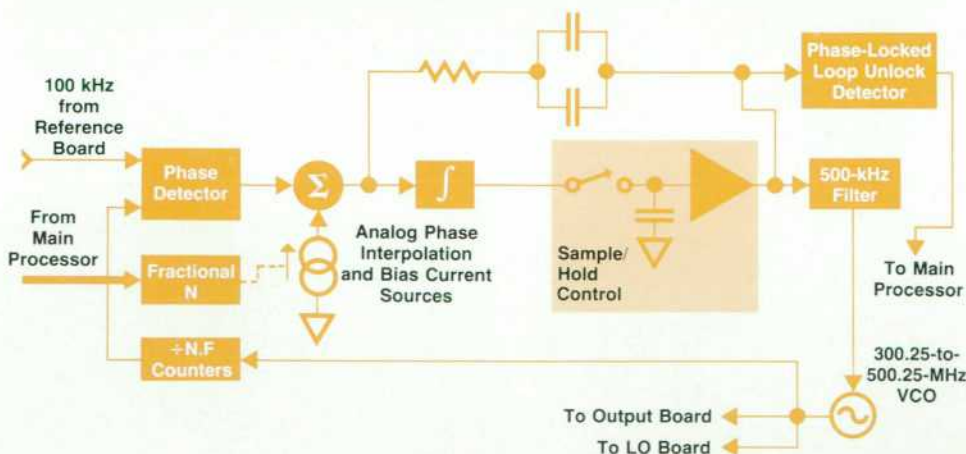 100 kHz
from
Reference
Board
Phase
Detector
Σ
∫
Phase-Locked
Loop Unlock
Detector
500-kHz
Filter
From
Main
Processor
Fractional
N
Analog Phase
Interpolation
and Bias Current
Sources
Sample/
Hold
Control
To Main
Processor
÷N.F
Counters
300.25-to-
500.25-MHz
VCO
To Output Board
To LO Board